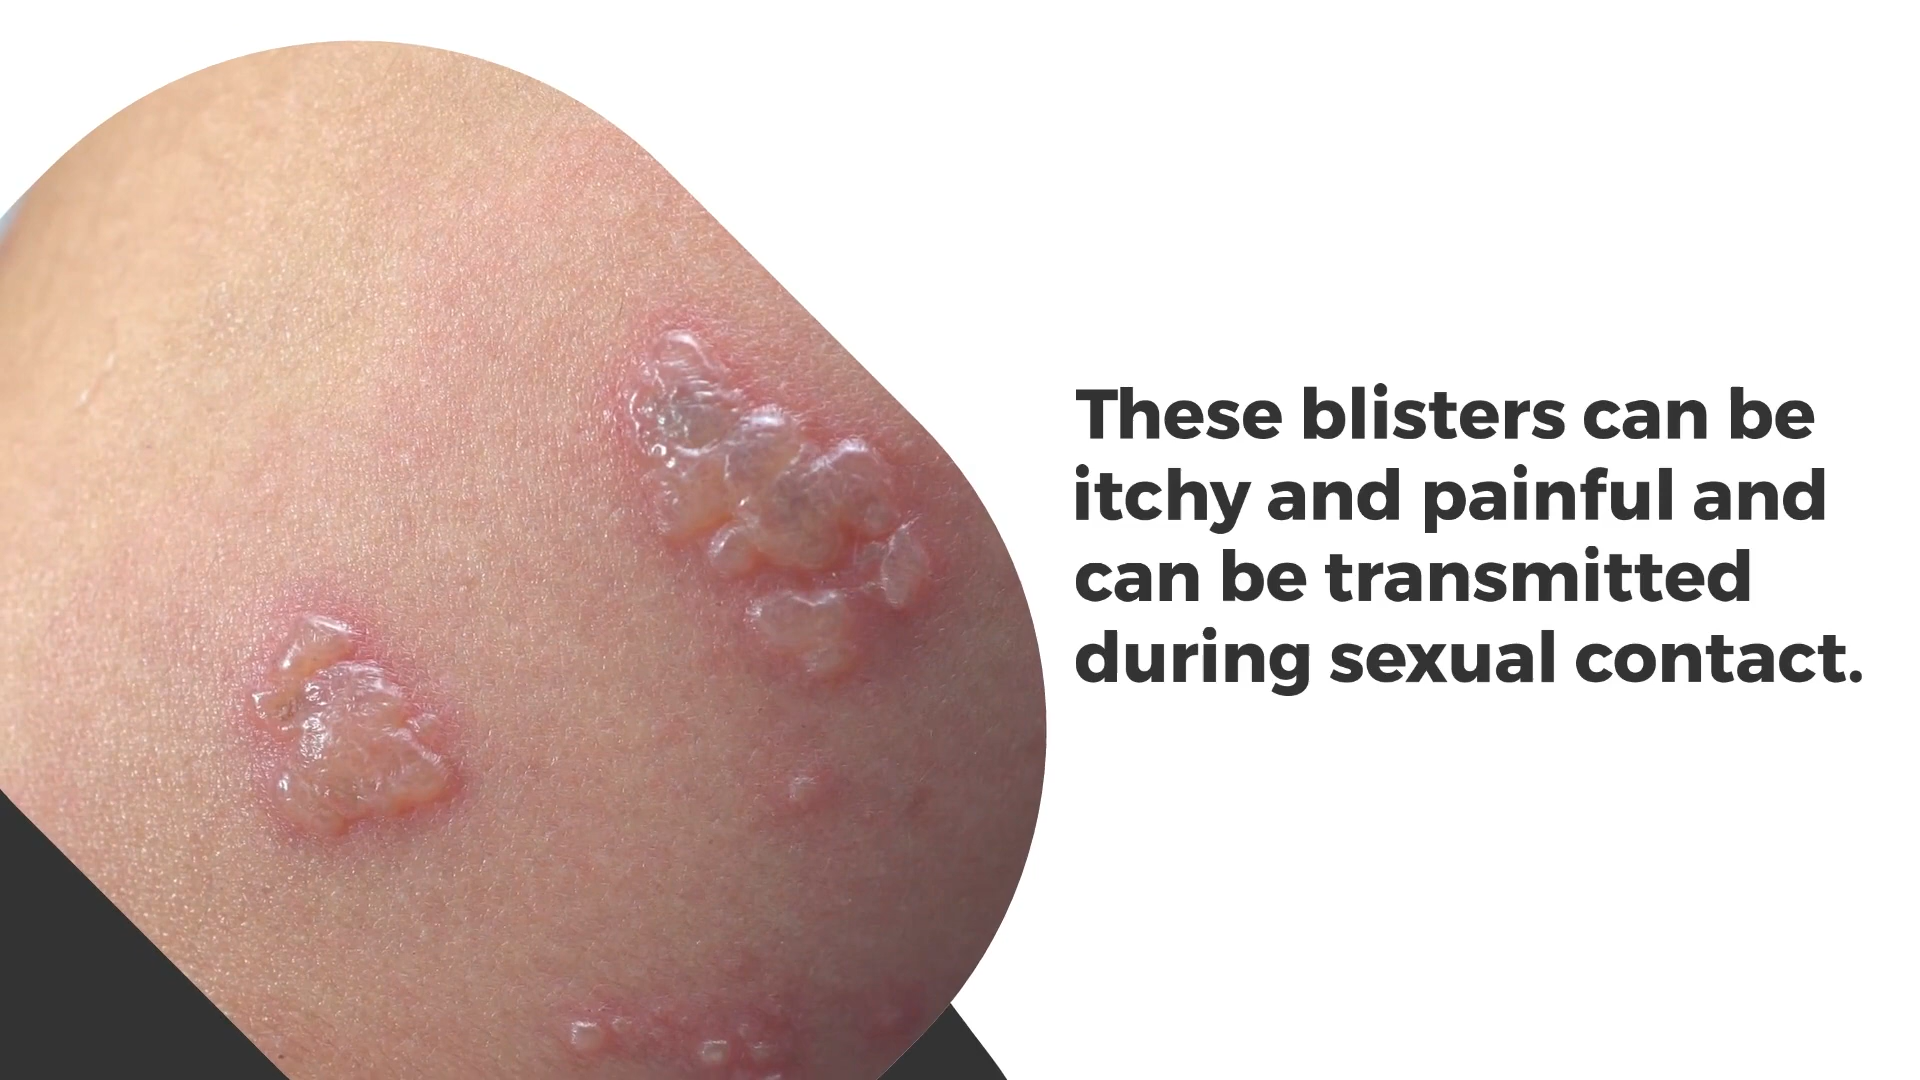 These blisters can be
itchy and painful and
can be transmitted
during sexual contact.